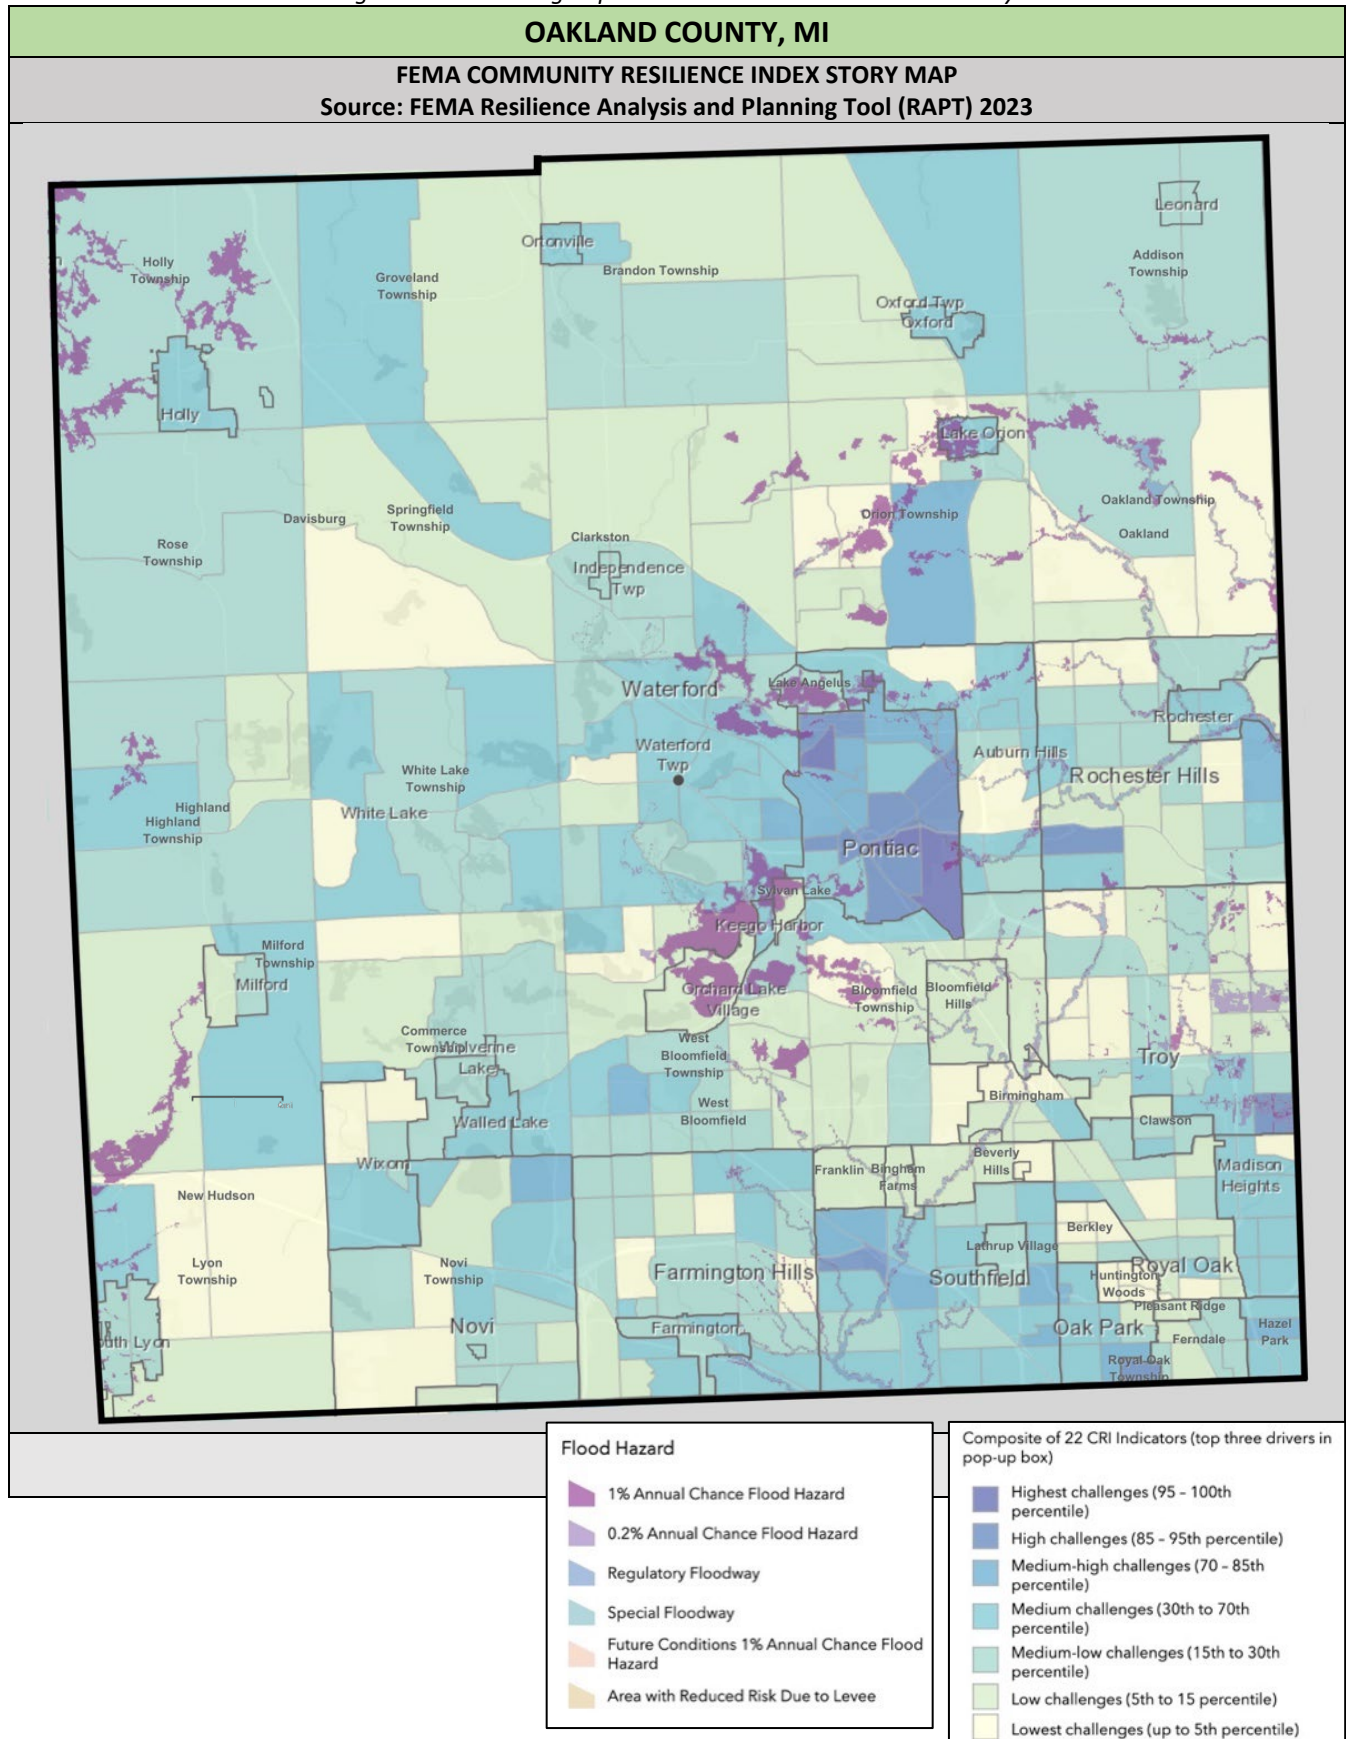 OAKLAND COUNTY, MI
FEMA COMMUNITY RESILIENCE INDEX STORY MAP
Source: FEMA Resilience Analysis and Planning Tool (RAPT) 2023
Leonard
Ortonville
Holly
Township
Groveland
Township
Brandon Township
Addison
Township
Oxford Twp
Oxford
Holly
Lake Orion
Oakland Township
Davisburg
Springfield
Township
Orion Township
Oakland
Rose
Township
Clarkston
Independence
Twp
Waterford
Lake Angelus
Rochester
Waterford
Twp
Auburn Hills
Rochester Hills
White Lake
Township
Highland
Highland
Township
White Lake
Pontiac
Sylvan Lake
Keego Harbor
Milford
Township
Milford
Orchard Lake
Village
Bloomfield
Township
Bloomfield
Hills
Commerce
Township
Wolverine
Lake
West
Bloomfield
Township
Troy
Birmingham
West
Bloomfield
Walled Lake
Clawson
Wixom
Franklin
Bingham
Farms
Beverly
Hills
Madison
Heights
New Hudson
Berkley
Lyon
Township
Novi
Township
Farmington Hills
Lathrup Village
Southfield
Royal Oak
Huntington
Woods
Pleasant Ridge
Novi
Farmington
Oak Park
Ferndale
Hazel
Park
uth Lyon
Royal Oak
Township
Flood Hazard
1% Annual Chance Flood Hazard
0.2% Annual Chance Flood Hazard
Regulatory Floodway
Special Floodway
Future Conditions 1% Annual Chance Flood
Hazard
Area with Reduced Risk Due to Levee
Composite of 22 CRI Indicators (top three drivers in
pop-up box)
Highest challenges (95 - 100th
percentile)
High challenges (85 - 95th percentile)
Medium-high challenges (70 - 85th
percentile)
Medium challenges (30th to 70th
percentile)
Medium-low challenges (15th to 30th
percentile)
Low challenges (5th to 15 percentile)
Lowest challenges (up to 5th percentile)